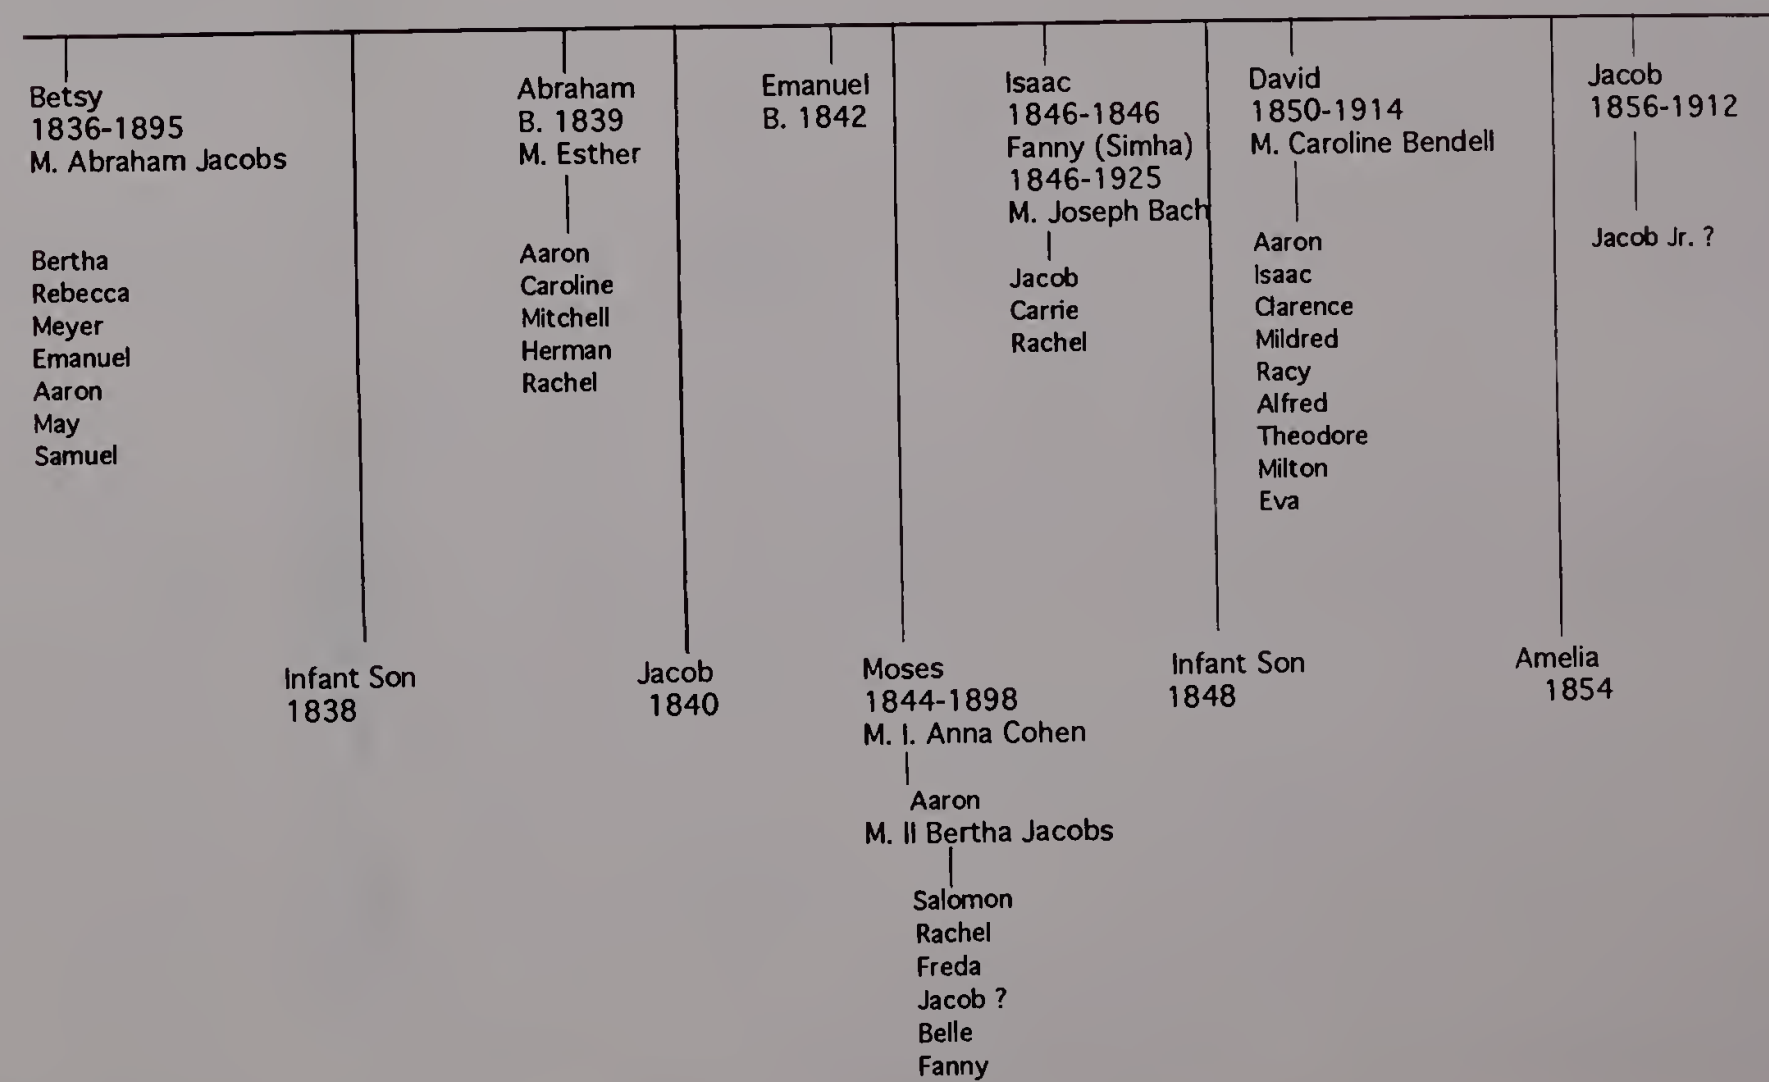 Betsy
1836-1895
M. Abraham Jacobs
Bertha
Rebecca
Meyer
Emanuel
Aaron
May
Samuel
Infant Son
1838
Abraham
B. 1839
M. Esther
Aaron
Caroline
Mitchell
Herman
Rachel
Jacob
1840
Emanuel
B. 1842
Moses
1844-1898
M. I. Anna Cohen
Aaron
M. II Bertha Jacobs
Salomon
Rachel
Freda
Jacob ?
Belle
Fanny
Isaac
1846-1846
Fanny (Simha)
1846-1925
M. Joseph Bach
Jacob
Carrie
Rachel
Infant Son
1848
David
1850-1914
M. Caroline Bendell
Aaron
Isaac
Clarence
Mildred
Racy
Alfred
Theodore
Milton
Eva
Amelia
1854
Jacob
1856-1912
Jacob Jr. ?